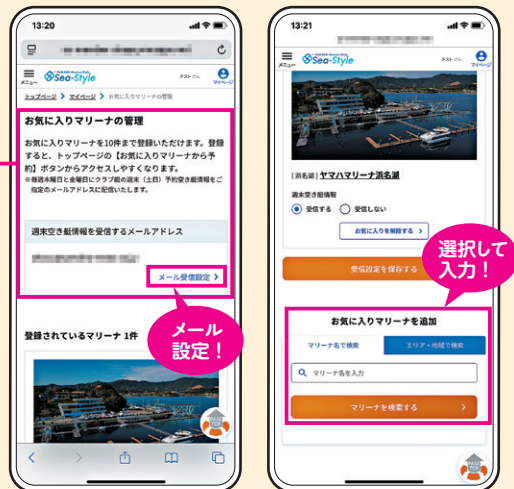 13:20
メニュー
YAMAHA Marine Club
Sea-Style
テスト さん
マイページ
トップページ > マイページ > お気に入りマリーナの管理
お気に入りマリーナの管理
お気に入りマリーナを10件まで登録いただけます。登録
すると、トップページの【お気に入りマリーナから予
約】ボタンからアクセスしやすくなります。
※毎週木曜日と金曜日にクラブ艇の週末（土日）予約空き艇情報をご
指定のメールアドレスに配信いたします。
週末空き艇情報を受信するメールアドレス
メール受信設定 >
メール
設定！
登録されているマリーナ 1件
13:21
メニュー
Sea-Style
テスト さん
マイページ
[浜名湖] ヤマハマリーナ浜名湖
週末空き艇情報
受信する
受信しない
お気に入りを解除する >
受信設定を保存する
選択して
入力！
お気に入りマリーナを追加
マリーナ名で検索
エリア・地域で検索
マリーナ名を入力
マリーナを検索する >